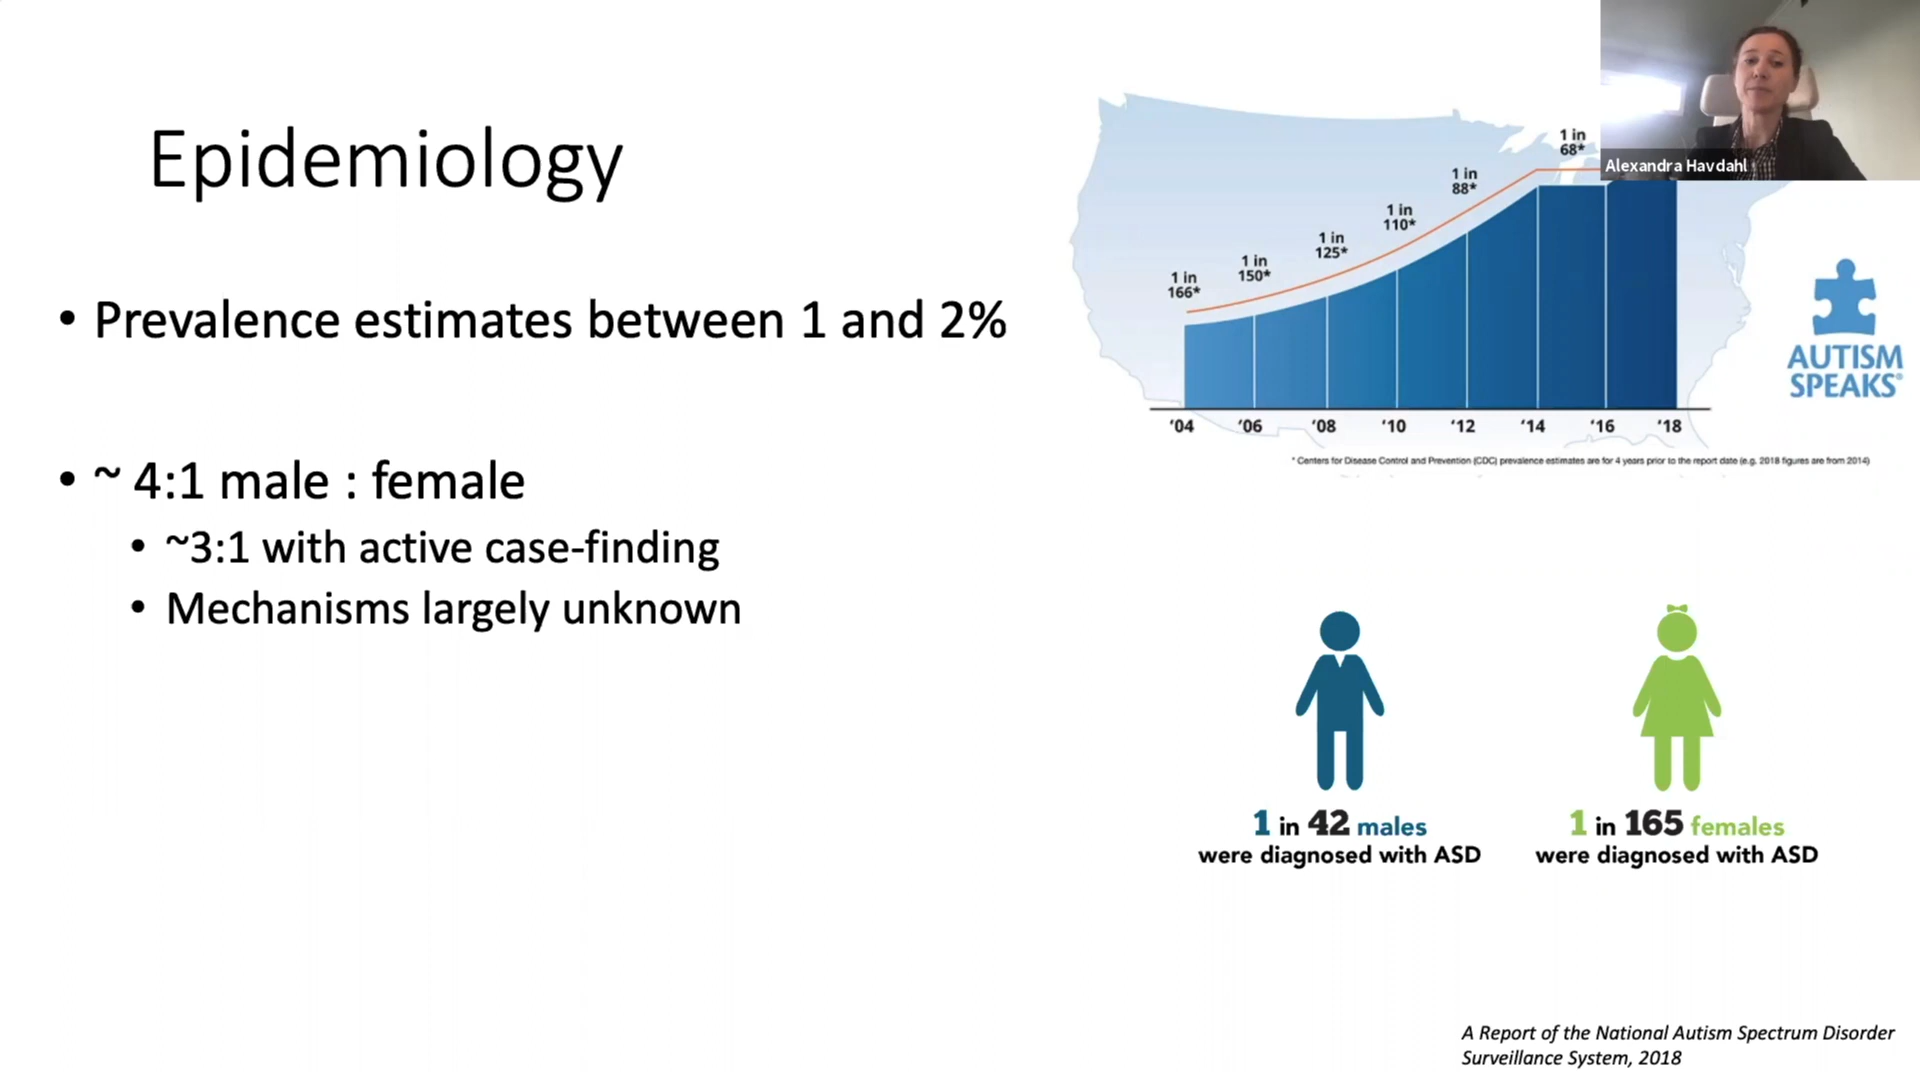 Epidemiology
• Prevalence estimates between 1 and 2%
• ~ 4:1 male : female
• ~3:1 with active case-finding
• Mechanisms largely unknown
1 in
166*
1 in
150*
1 in
125*
1 in
110*
1 in
88*
1 in
68*
Alexandra Havdahl
AUTISM
SPEAKS®
'04 '06 '08 '10 '12 '14 '16 '18
* Centers for Disease Control and Prevention (CDC) prevalence estimates are for 4 years prior to the report date (e.g. 2018 figures are from 2014)
1 in 42 males
were diagnosed with ASD
1 in 165 females
were diagnosed with ASD
A Report of the National Autism Spectrum Disorder
Surveillance System, 2018